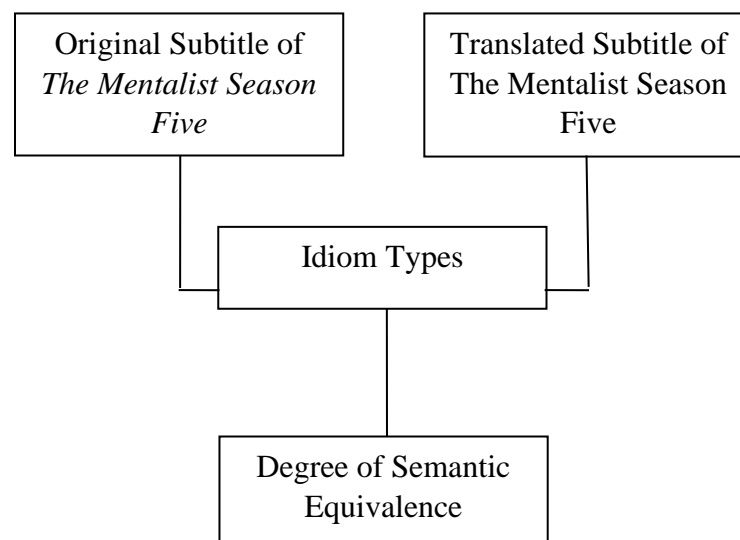 Original Subtitle of
The Mentalist Season
Five
Translated Subtitle of
The Mentalist Season
Five
Idiom Types
Degree of Semantic
Equivalence